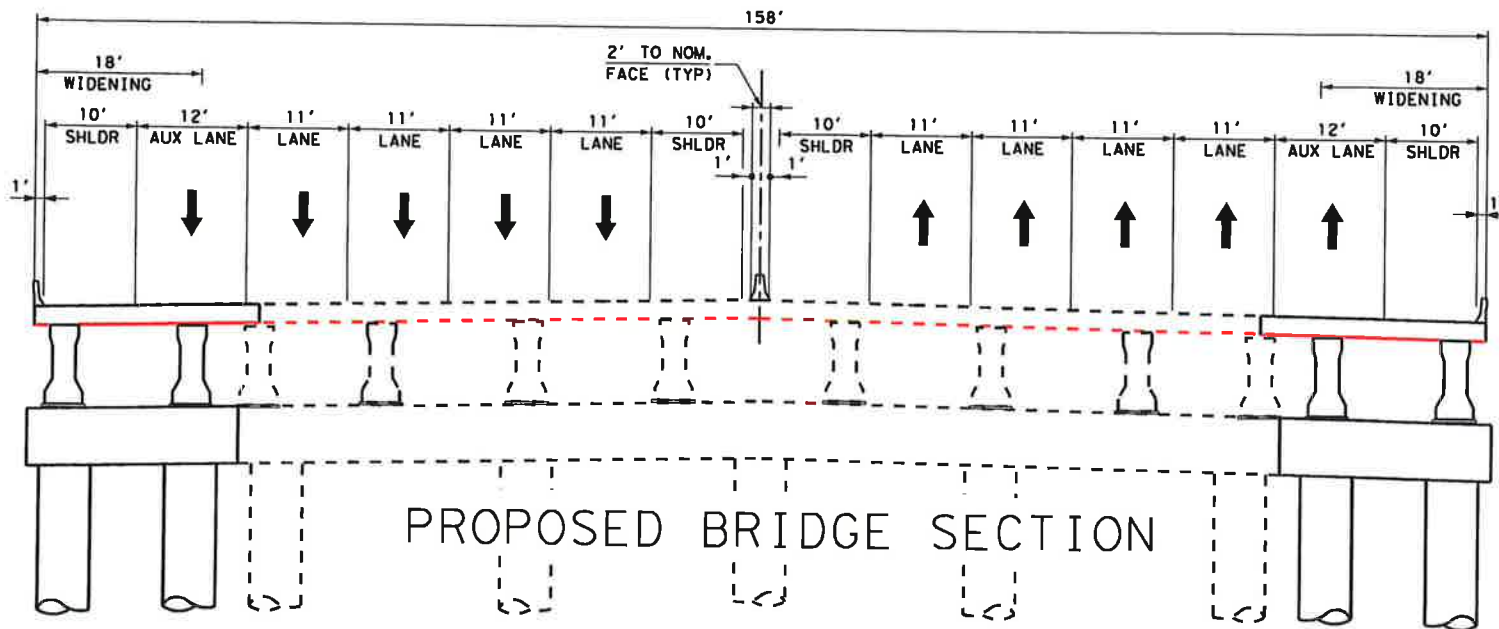 158'
2' TO NOM.
FACE (TYP)
18'
WIDENING
18'
WIDENING
10'
SHLDR
12'
AUX LANE
11'
LANE
11'
LANE
11'
LANE
11'
LANE
10'
SHLDR
10'
SHLDR
11'
LANE
11'
LANE
11'
LANE
11'
LANE
12'
AUX LANE
10'
SHLDR
1'
1'
1'
1
PROPOSED BRIDGE SECTION